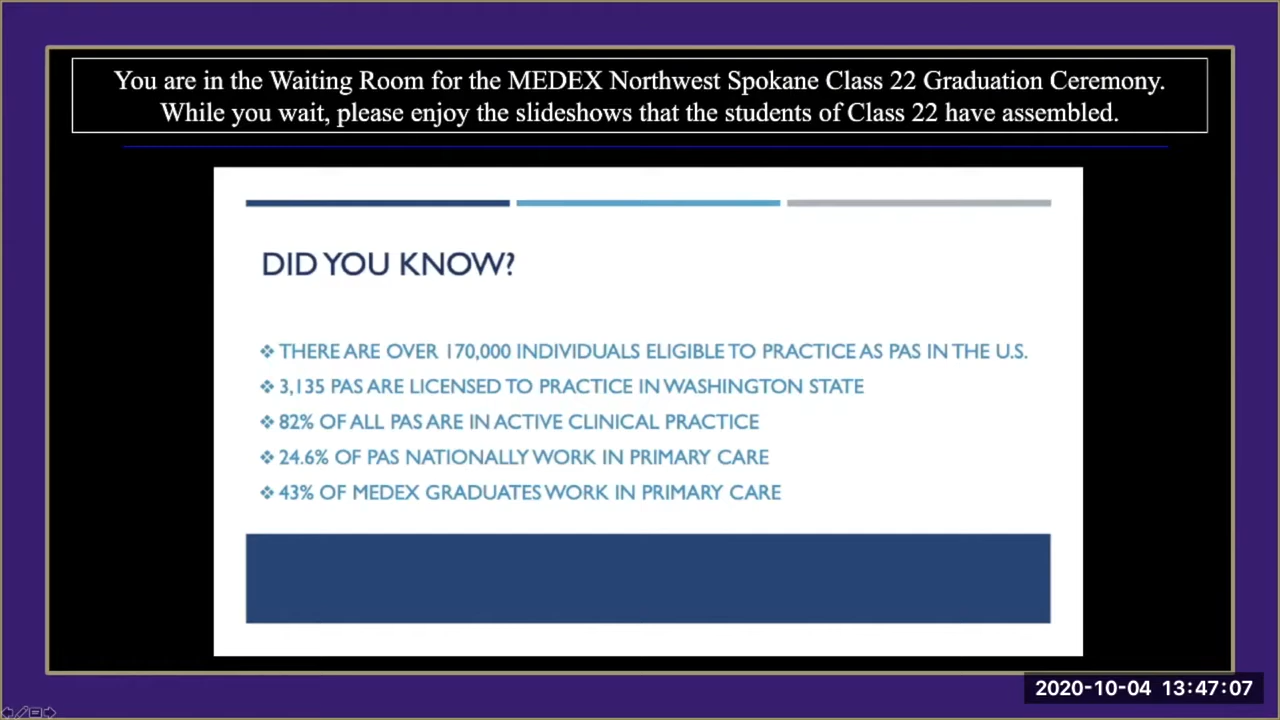 You are in the Waiting Room for the MEDEX Northwest Spokane Class 22 Graduation Ceremony.
While you wait, please enjoy the slideshows that the students of Class 22 have assembled.
DID YOU KNOW?
❖ THERE ARE OVER 170,000 INDIVIDUALS ELIGIBLE TO PRACTICE AS PAS IN THE U.S.
❖ 3,135 PAS ARE LICENSED TO PRACTICE IN WASHINGTON STATE
❖ 82% OF ALL PAS ARE IN ACTIVE CLINICAL PRACTICE
❖ 24.6% OF PAS NATIONALLY WORK IN PRIMARY CARE
❖ 43% OF MEDEX GRADUATES WORK IN PRIMARY CARE
2020-10-04 13:47:07